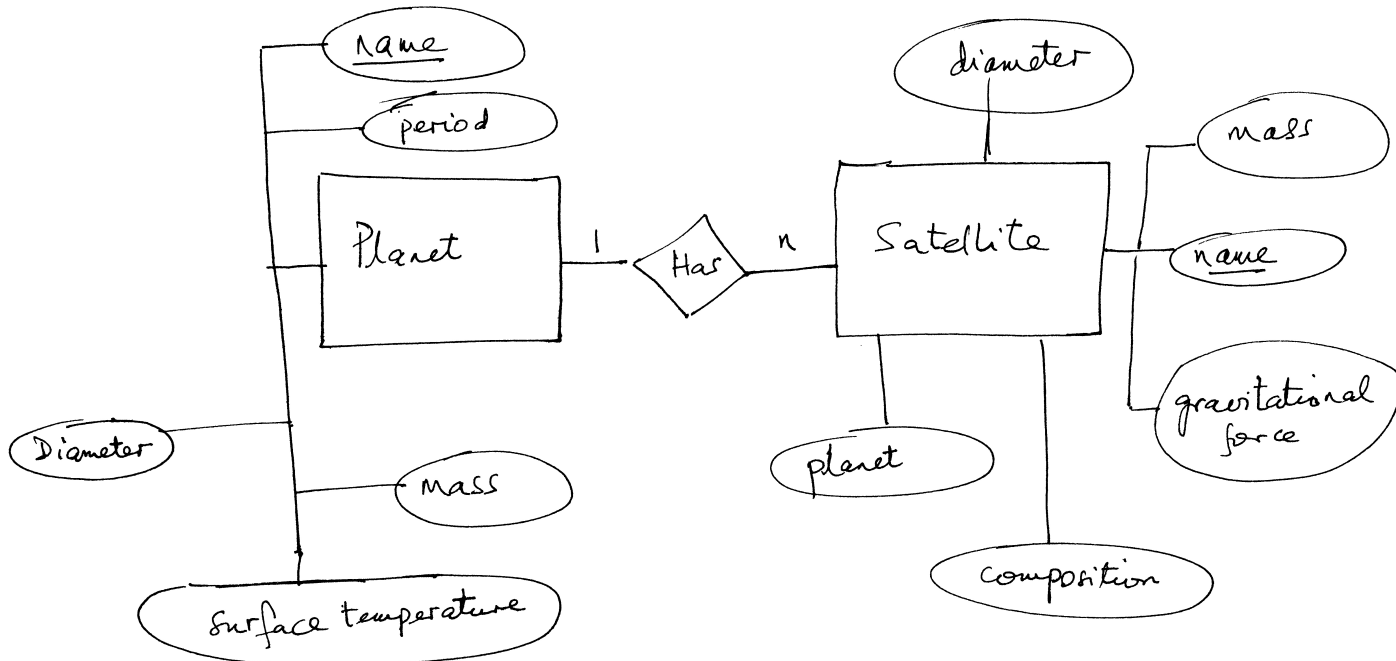 name
period
Planet
1
Has
n
Satellite
diameter
mass
name
gravitational
force
planet
composition
Diameter
mass
surface temperature